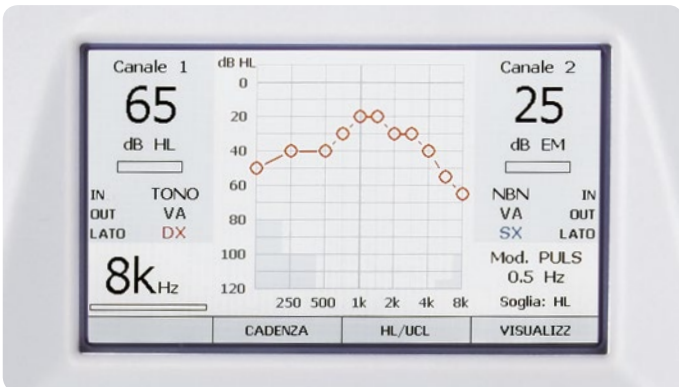 Canale 1
65
dB HL
IN TONO
OUT VA
LATO DX
8k Hz
dB HL
0
20
40
60
80
100
120
250 500 1k 2k 4k 8k
Canale 2
25
dB EM
NBN IN
VA OUT
SX LATO
Mod. PULS
0.5 Hz
Soglia: HL
CADENZA HL/UCL VISUALIZZ